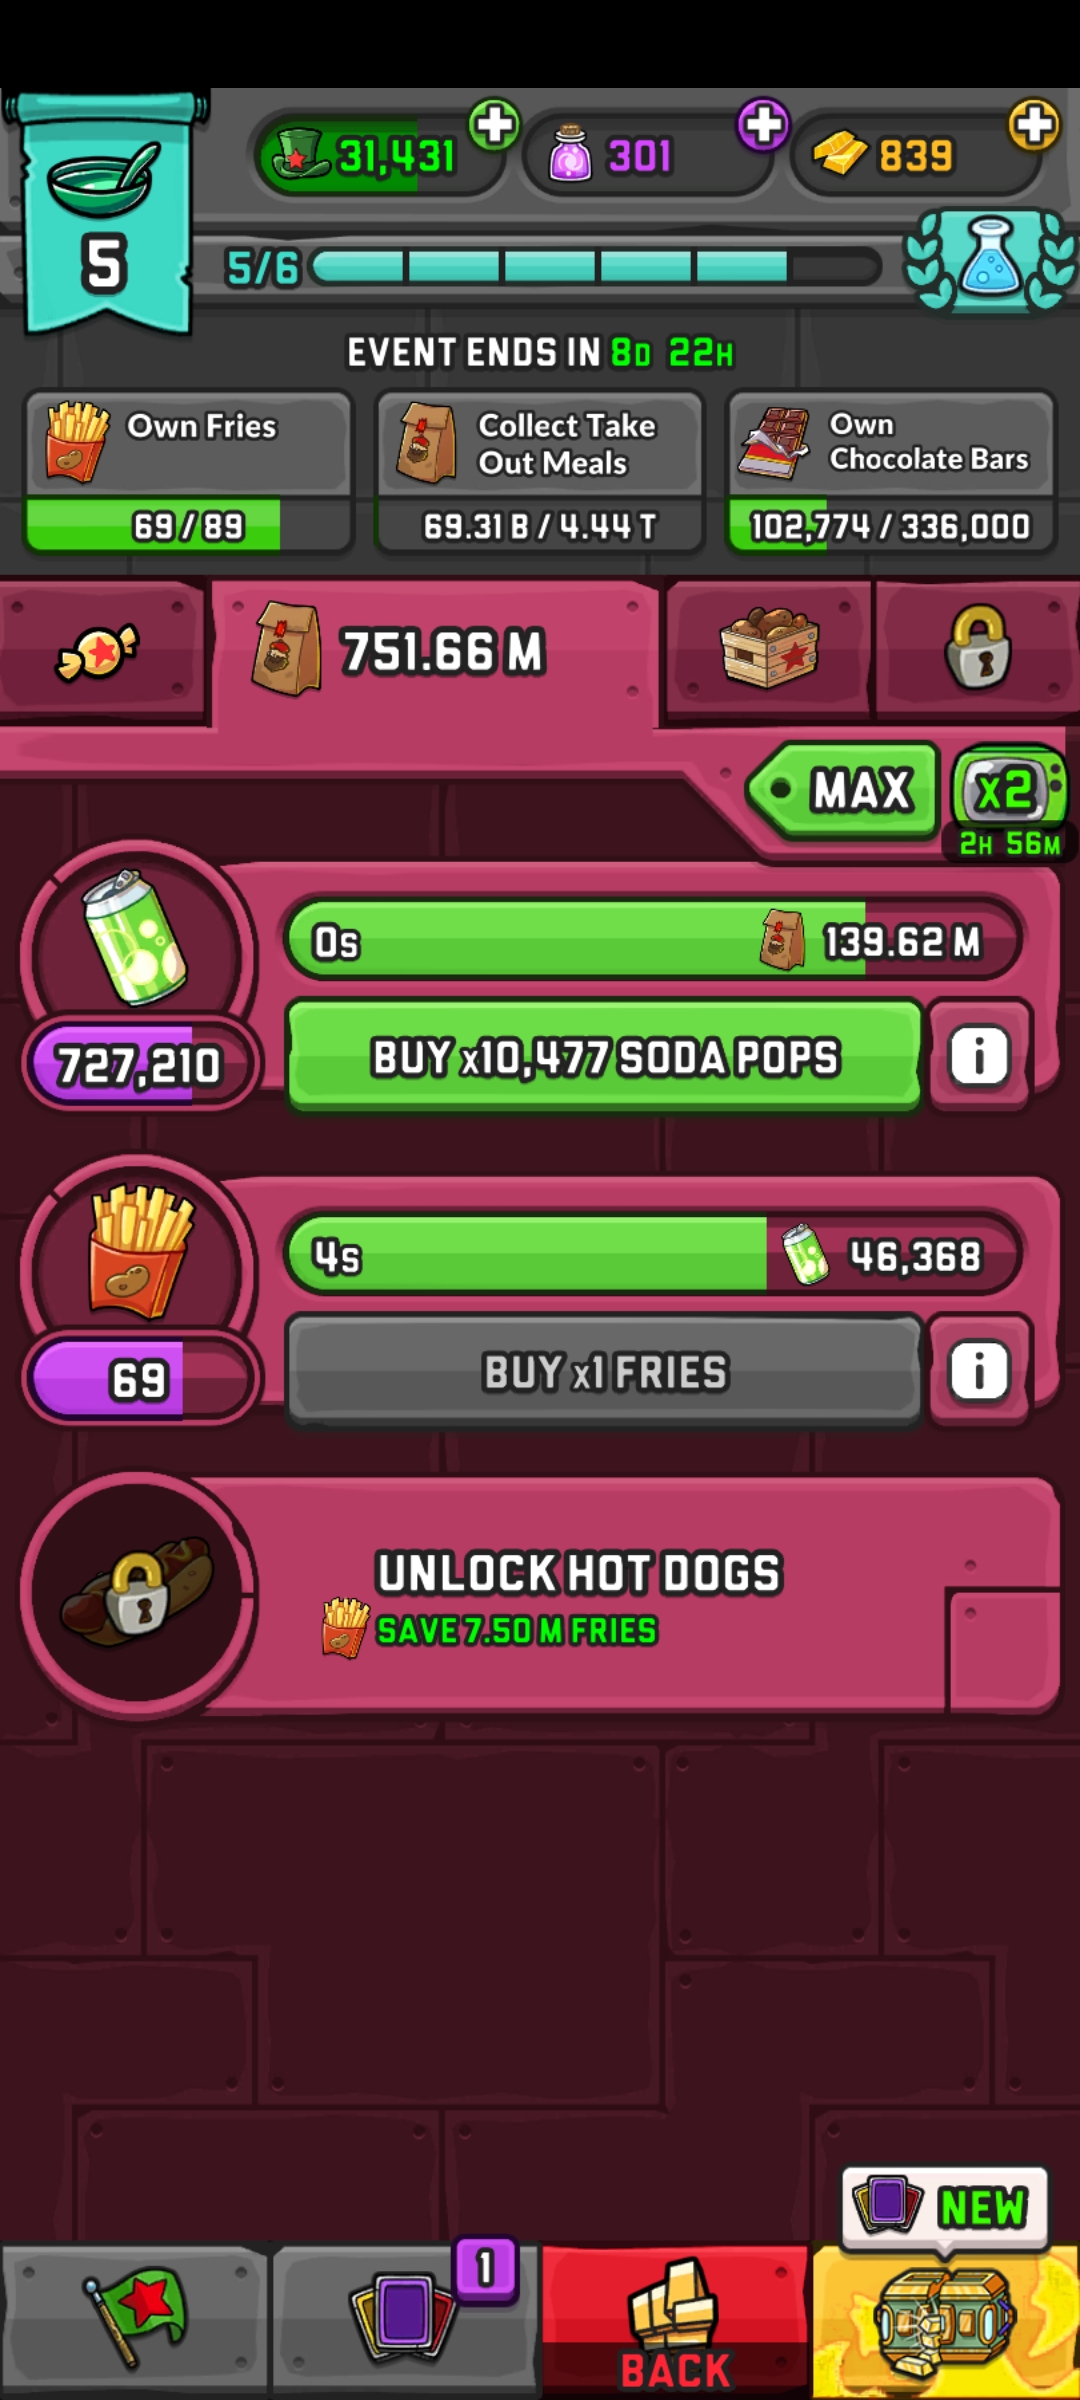 31,431
301
839
5
5/6
EVENT ENDS IN 8D 22H
Own Fries
69/89
Collect Take
Out Meals
69.31 B / 4.44 T
Own
Chocolate Bars
102,774 / 336,000
751.66 M
MAX
x2
2H 56M
0s
139.62 M
727,210
BUY x10,477 SODA POPS
i
4s
46,368
69
BUY x1 FRIES
i
UNLOCK HOT DOGS
SAVE 7.50 M FRIES
NEW
1
BACK